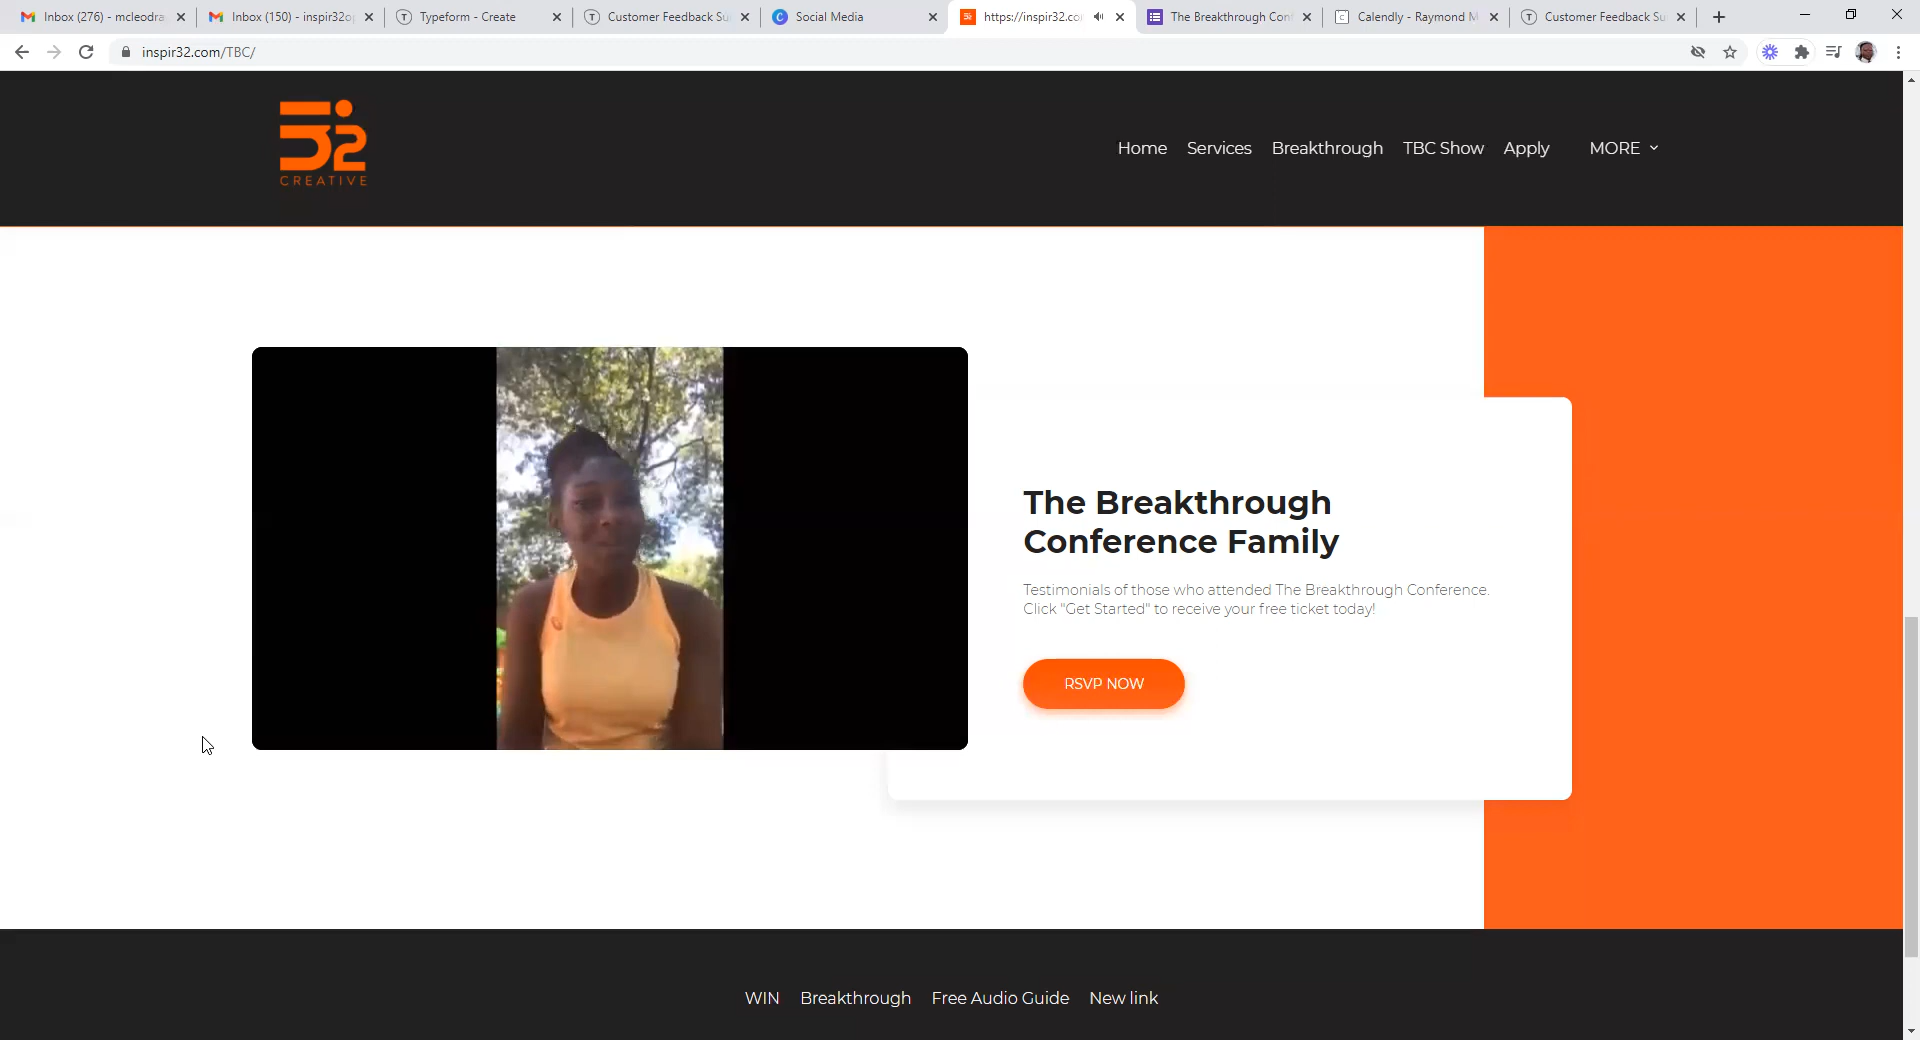 Inbox (276) - mcleodra
Inbox (150) - inspir32o
Typeform - Create
Customer Feedback Su
Social Media
https://inspir32.co
The Breakthrough Con
Calendly - Raymond M
Customer Feedback Su
inspir32.com/TBC/
32
CREATIVE
Home
Services
Breakthrough
TBC Show
Apply
MORE
The Breakthrough
Conference Family
Testimonials of those who attended The Breakthrough Conference.
Click "Get Started" to receive your free ticket today!
RSVP NOW
WIN
Breakthrough
Free Audio Guide
New link